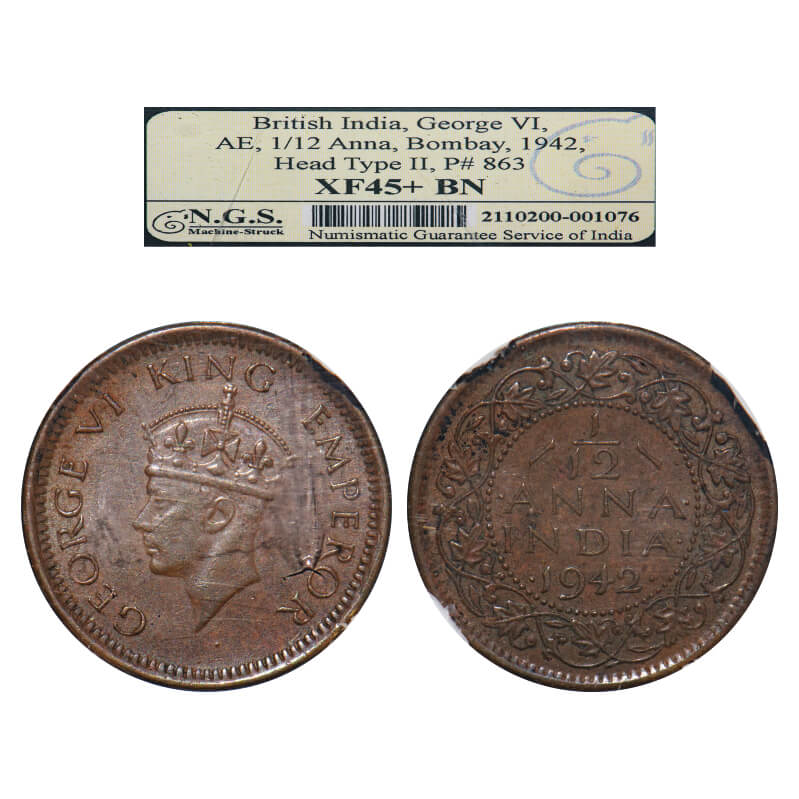 British India, George VI,
AE, 1/12 Anna, Bombay, 1942,
Head Type II, P# 863
XF45+ BN
N.G.S.
Machine-Struck
2110200-001076
Numismatic Guarantee Service of India
GEORGE VI KING EMPEROR
1
12
·ANNA·
INDIA
·1942·